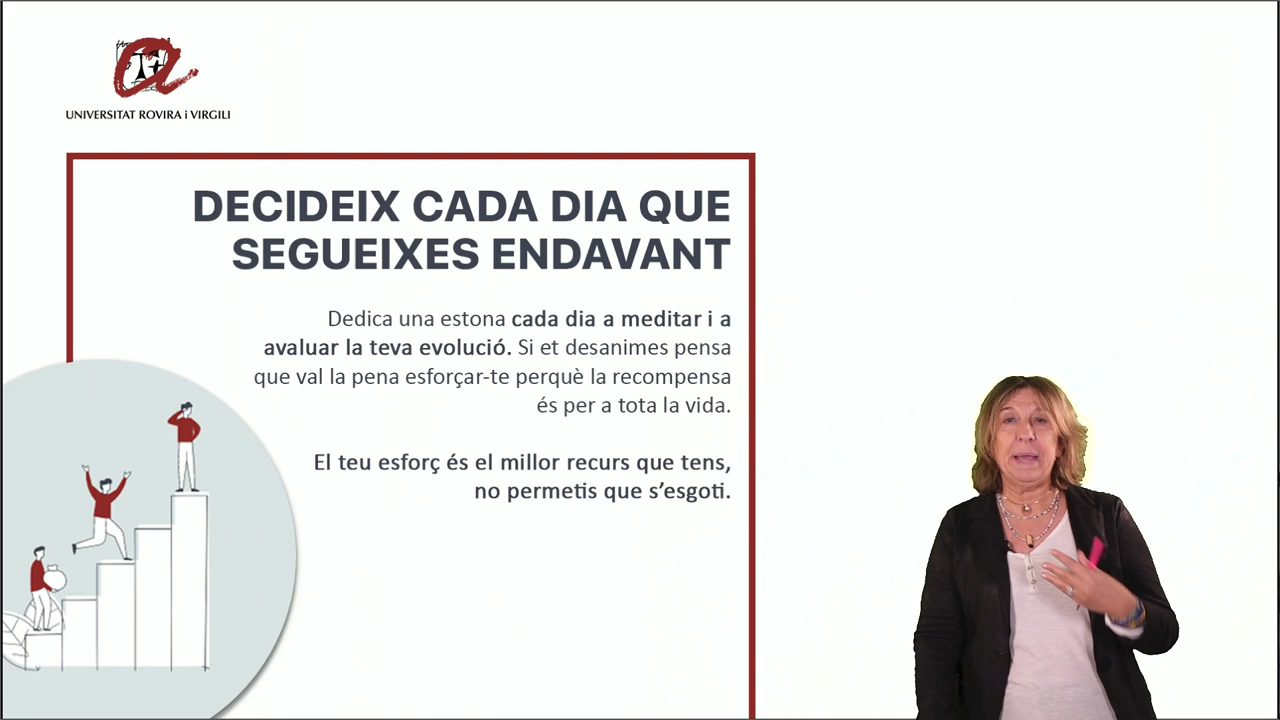 UNIVERSITAT ROVIRA i VIRGILI
DECIDEIX CADA DIA QUE
SEGUEIXES ENDAVANT
Dedica una estona cada dia a meditar i a
avaluar la teva evolució. Si et desanimes pensa
que val la pena esforçar-te perquè la recompensa
és per a tota la vida.
El teu esforç és el millor recurs que tens,
no permetis que s’esgoti.